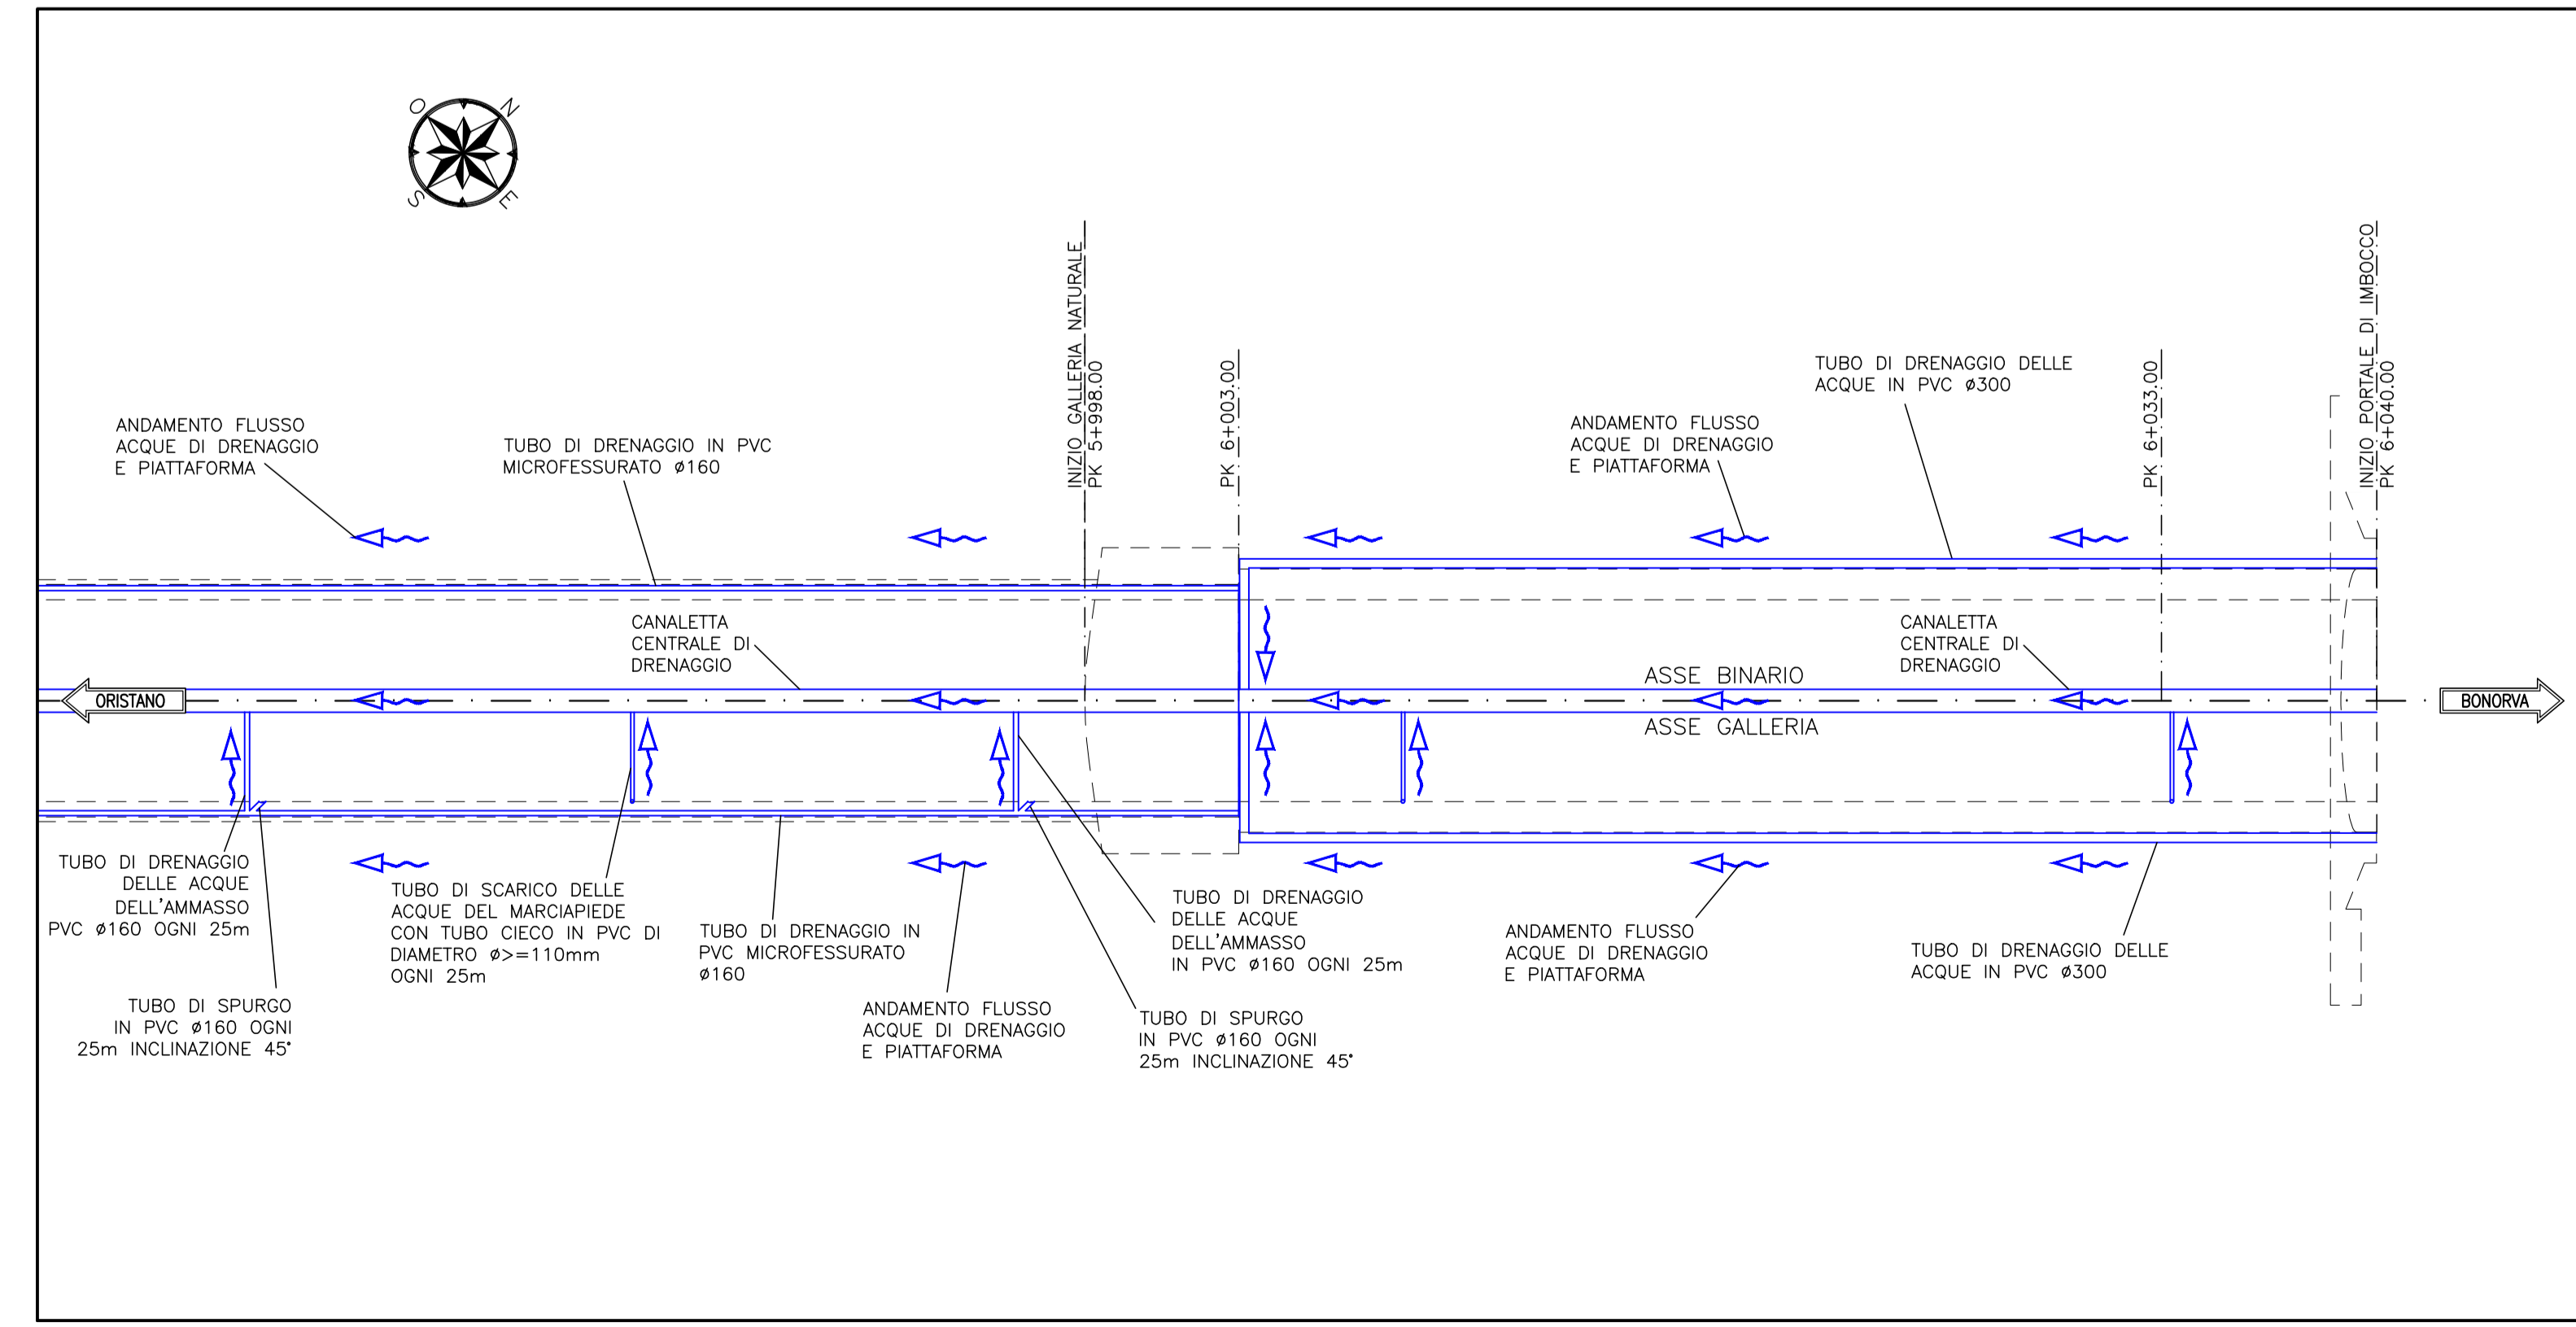 O
N
S
E
INIZIO GALLERIA NATURALE
PK 5+998.00
PK 6+003.00
PK 6+033.00
INIZIO PORTALE DI IMBOCCO
PK 6+040.00
ANDAMENTO FLUSSO
ACQUE DI DRENAGGIO
E PIATTAFORMA
TUBO DI DRENAGGIO IN PVC
MICROFESSURATO ø160
ANDAMENTO FLUSSO
ACQUE DI DRENAGGIO
E PIATTAFORMA
TUBO DI DRENAGGIO DELLE
ACQUE IN PVC ø300
CANALETTA
CENTRALE DI
DRENAGGIO
CANALETTA
CENTRALE DI
DRENAGGIO
ASSE BINARIO
ASSE GALLERIA
ORISTANO
BONORVA
TUBO DI DRENAGGIO
DELLE ACQUE
DELL'AMMASSO
PVC ø160 OGNI 25m
TUBO DI SPURGO
IN PVC ø160 OGNI
25m INCLINAZIONE 45°
TUBO DI SCARICO DELLE
ACQUE DEL MARCIAPIEDE
CON TUBO CIECO IN PVC DI
DIAMETRO ø>=110mm
OGNI 25m
TUBO DI DRENAGGIO IN
PVC MICROFESSURATO
ø160
ANDAMENTO FLUSSO
ACQUE DI DRENAGGIO
E PIATTAFORMA
TUBO DI DRENAGGIO
DELLE ACQUE
DELL'AMMASSO
IN PVC ø160 OGNI 25m
TUBO DI SPURGO
IN PVC ø160 OGNI
25m INCLINAZIONE 45°
ANDAMENTO FLUSSO
ACQUE DI DRENAGGIO
E PIATTAFORMA
TUBO DI DRENAGGIO DELLE
ACQUE IN PVC ø300